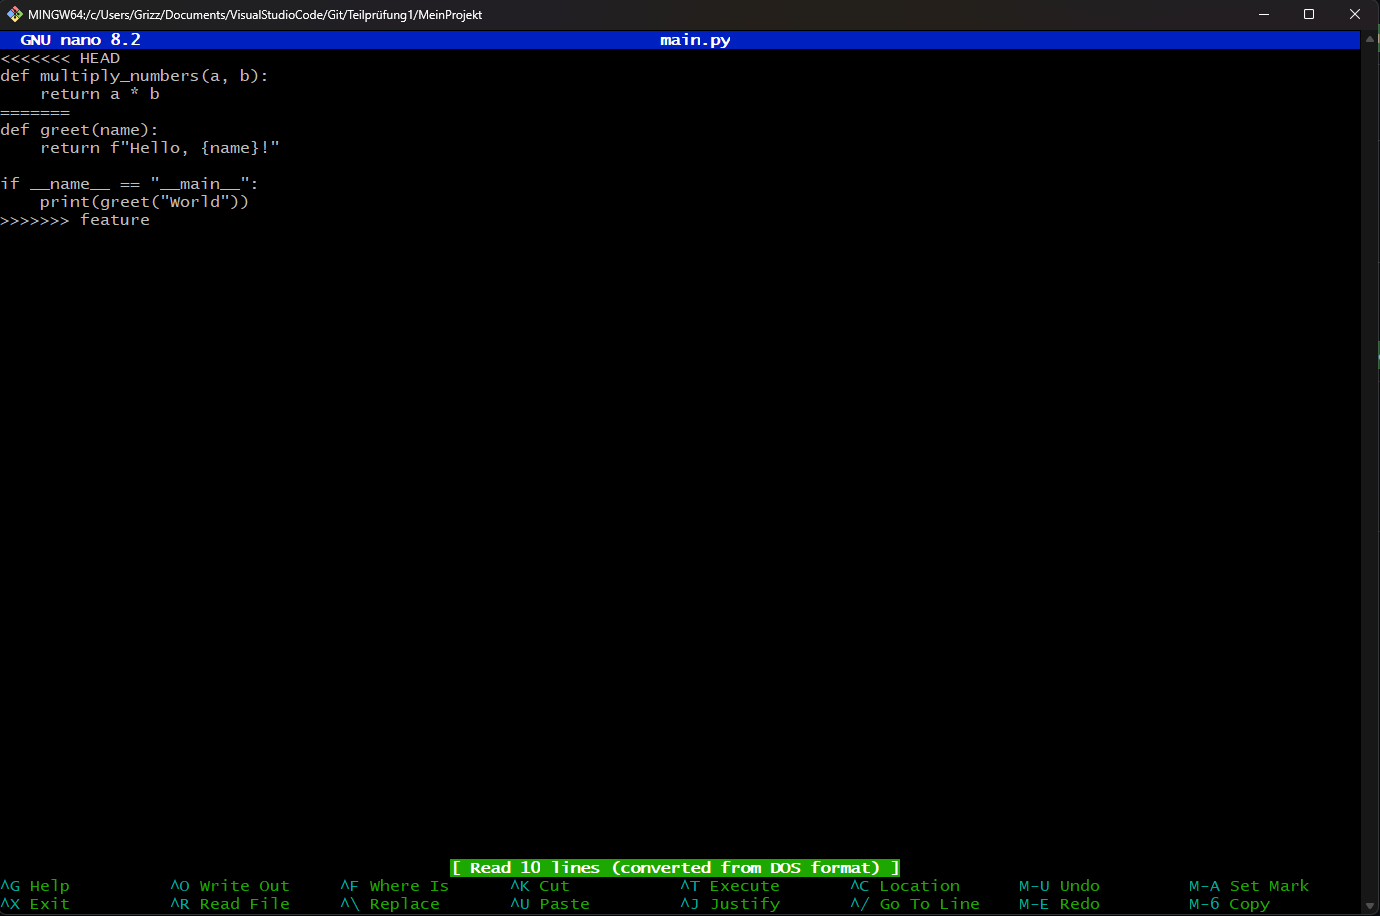 MINGW64:/c/Users/Grizz/Documents/VisualStudioCode/Git/Teilprüfung1/MeinProjekt
GNU nano 8.2 main.py
<<<<<<< HEAD
def multiply_numbers(a, b):
    return a * b
=======
def greet(name):
    return f"Hello, {name}!"

if __name__ == "__main__":
    print(greet("World"))
>>>>>>> feature
[ Read 10 lines (converted from DOS format) ]
^G Help ^O Write Out ^F Where Is ^K Cut ^T Execute ^C Location M-U Undo M-A Set Mark
^X Exit ^R Read File ^\ Replace ^U Paste ^J Justify ^/ Go To Line M-E Redo M-6 Copy